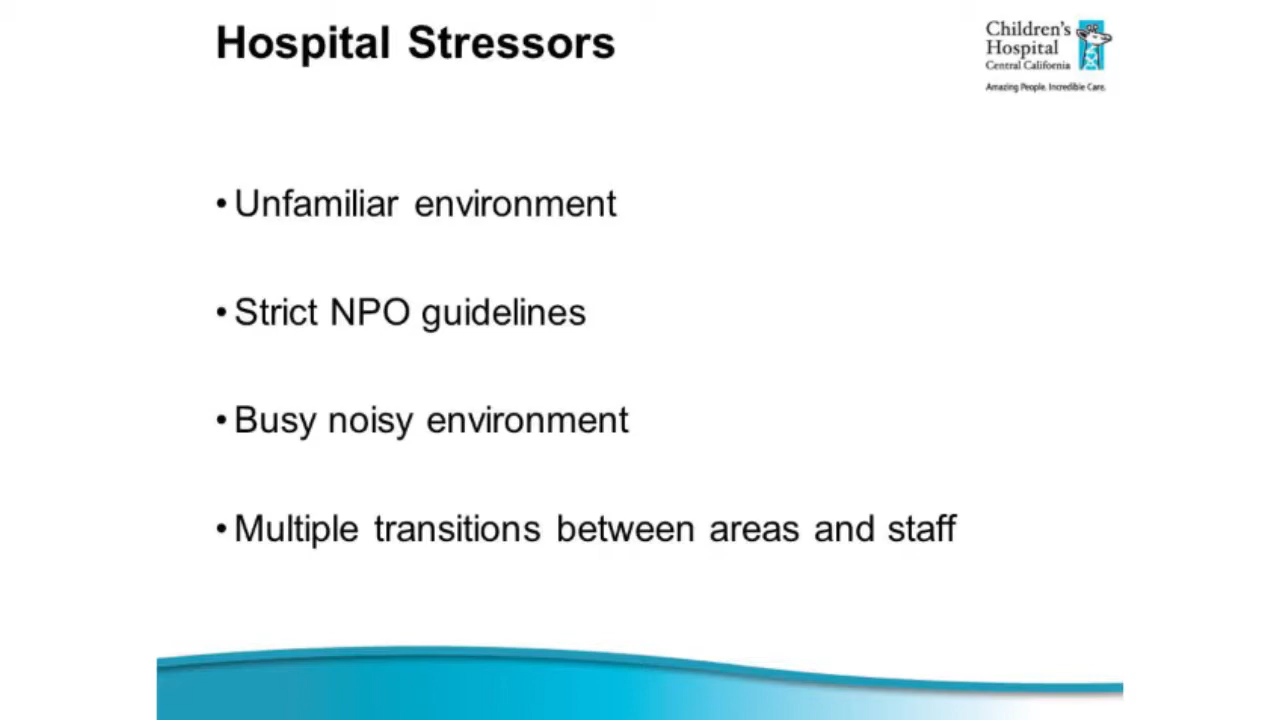 Hospital Stressors
Children's
Hospital
Central California
Amazing People. Incredible Care.
• Unfamiliar environment
• Strict NPO guidelines
• Busy noisy environment
• Multiple transitions between areas and staff